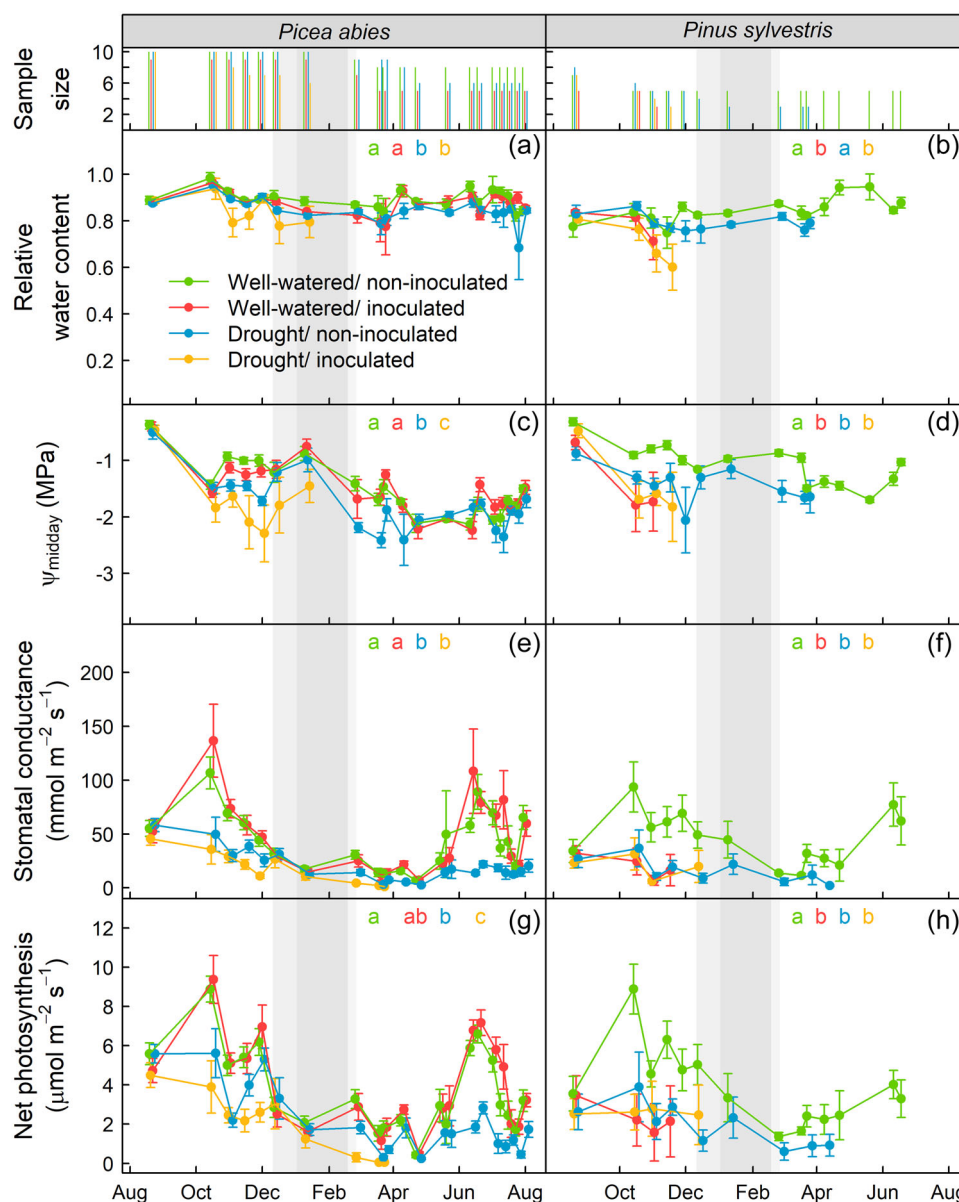 Picea abies Pinus sylvestris
Sample size
10
6
2
(a) (b)
a a b b
a b a b
Relative water content
1.0
0.8
0.6
0.4
0.2
Well-watered/ non-inoculated
Well-watered/ inoculated
Drought/ non-inoculated
Drought/ inoculated
(c) (d)
a a b c
a b b b
Ψmidday (MPa)
-1
-2
-3
(e) (f)
a a b b
a b b b
Stomatal conductance (mmol m⁻² s⁻¹)
200
150
100
50
0
(g) (h)
a ab b c
a b b b
Net photosynthesis (μmol m⁻² s⁻¹)
12
10
8
6
4
2
0
Aug Oct Dec Feb Apr Jun Aug Oct Dec Feb Apr Jun Aug